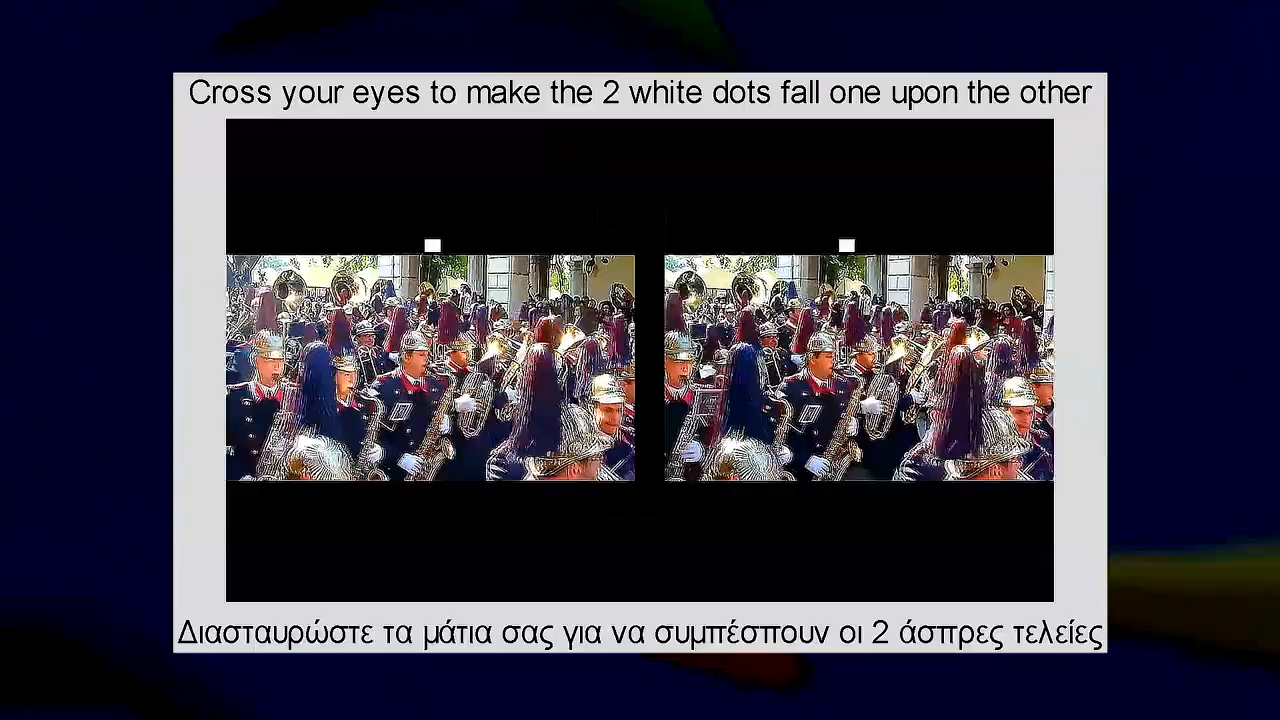 Cross your eyes to make the 2 white dots fall one upon the other
Διασταυρώστε τα μάτια σας για να συμπέσπουν οι 2 άσπρες τελείες